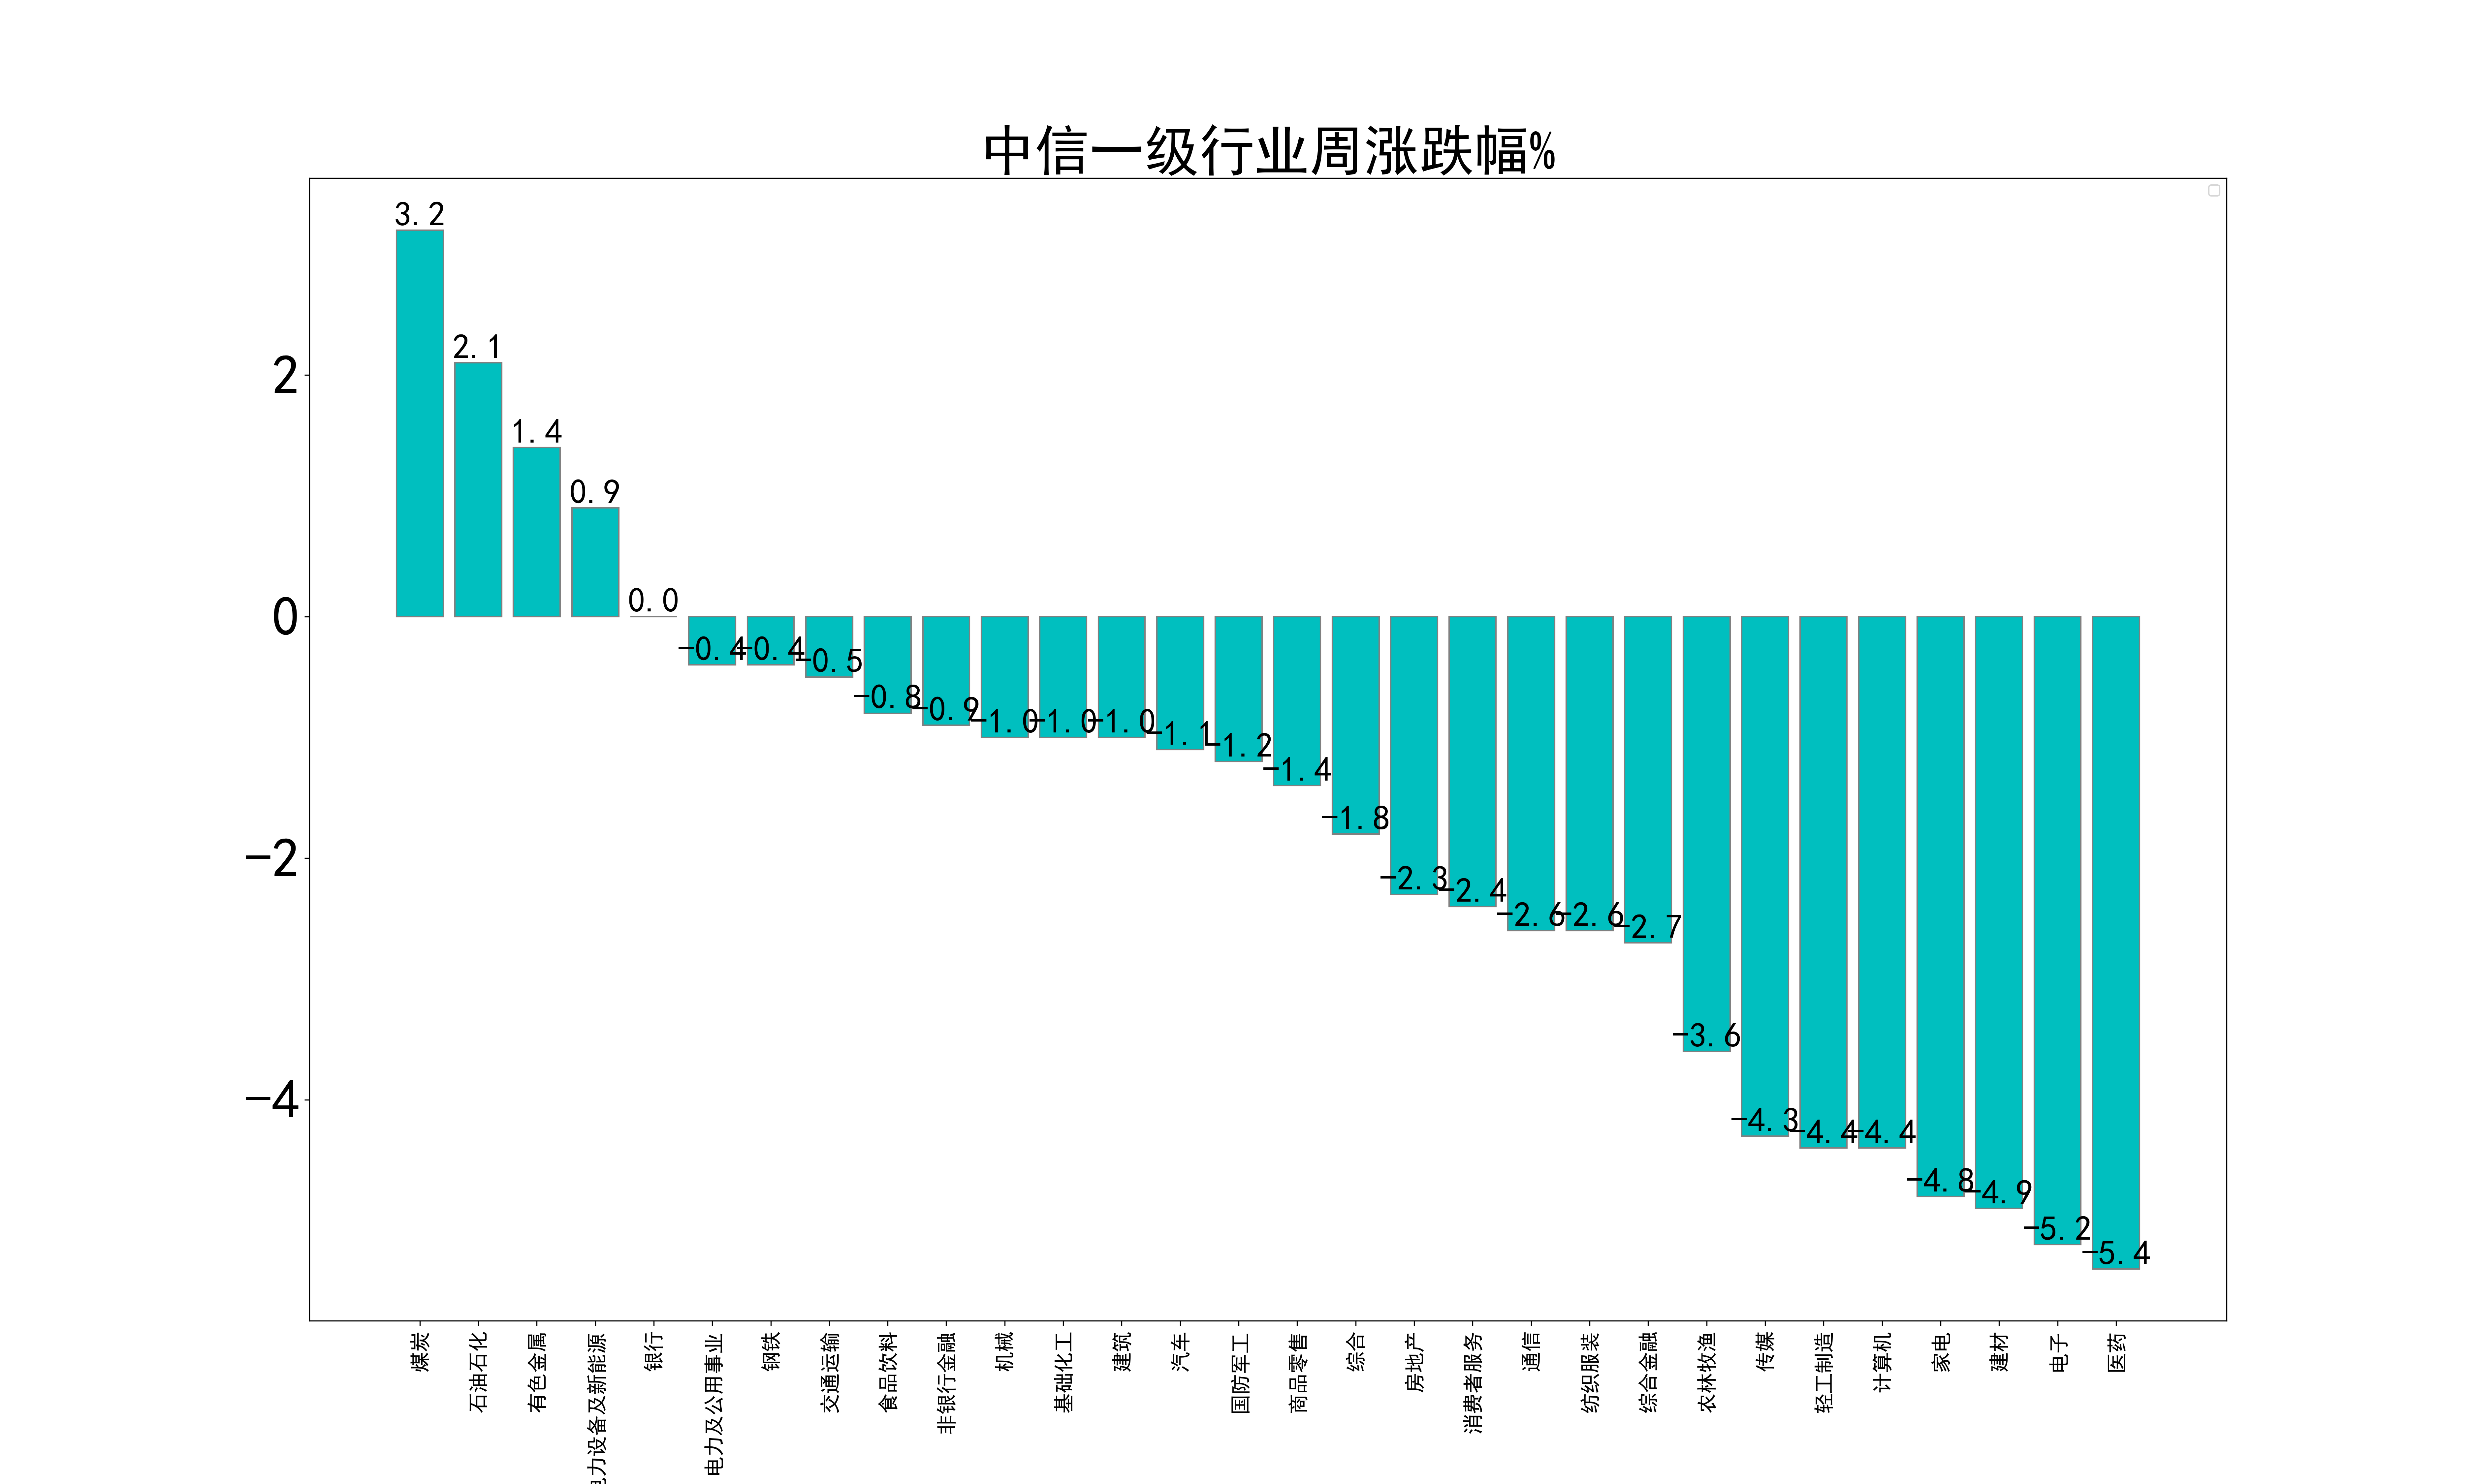 中信一级行业周涨跌幅%
3.2
2.1
1.4
0.9
0.0
-0.4
-0.4
-0.5
-0.8
-0.9
-1.0
-1.0
-1.0
-1.1
-1.2
-1.4
-1.8
-2.3
-2.4
-2.6
-2.6
-2.7
-3.6
-4.3
-4.4
-4.4
-4.8
-4.9
-5.2
-5.4
2
0
-2
-4
煤炭
石油石化
有色金属
力设备及新能源
银行
电力及公用事业
钢铁
交通运输
食品饮料
非银行金融
机械
基础化工
建筑
汽车
国防军工
商品零售
综合
房地产
消费者服务
通信
纺织服装
综合金融
农林牧渔
传媒
轻工制造
计算机
家电
建材
电子
医药